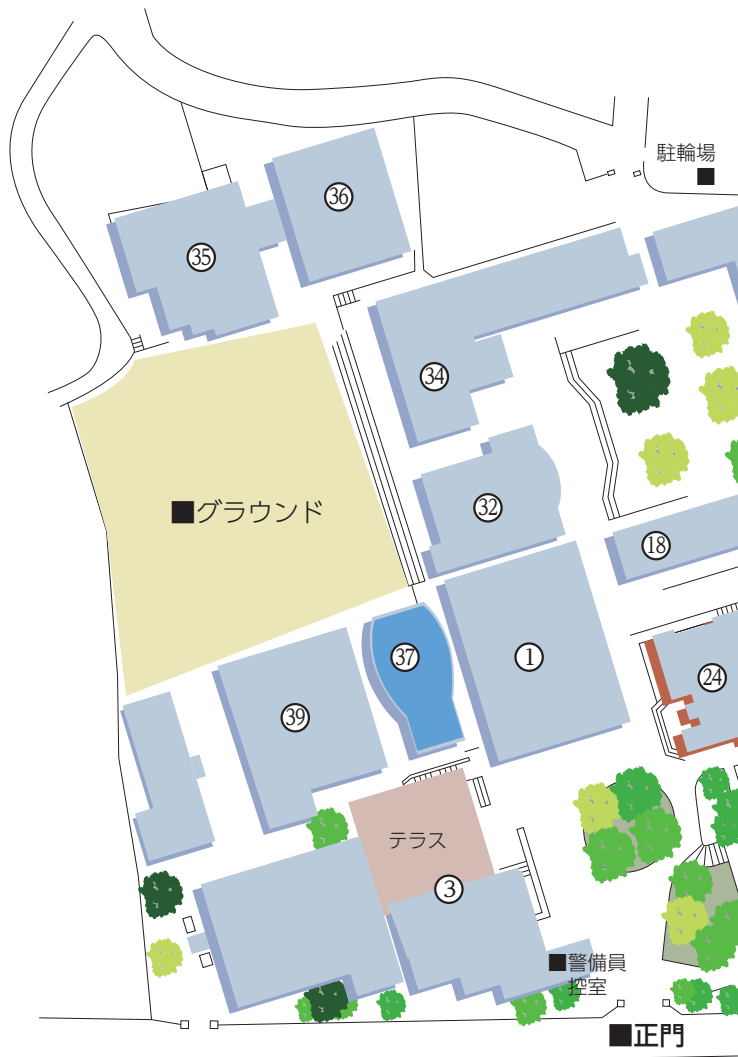 駐輪場
■
㊱
㉟
㉞
■グラウンド
㉜
⑱
㊲
①
㉔
㊴
テラス
③
■警備員
控室
■正門